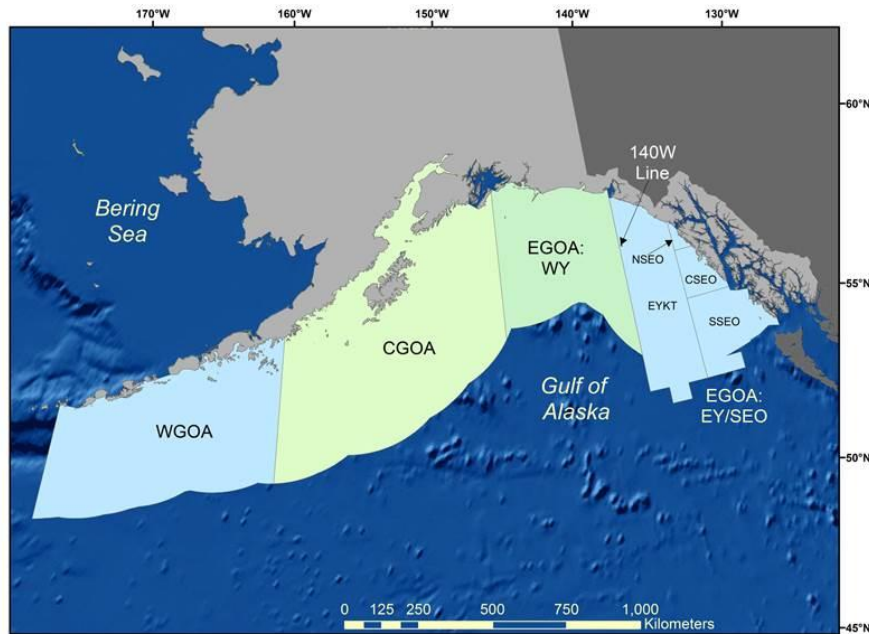 170°W 160°W 150°W 140°W 130°W
60°N
140W
Line
Bering
Sea
EGOA:
WY
NSEO
CSEO
55°N
EYKT
SSEO
CGOA
Gulf of
Alaska
EGOA:
EY/SEO
WGOA
50°N
0 125 250 500 750 1,000
Kilometers
45°N